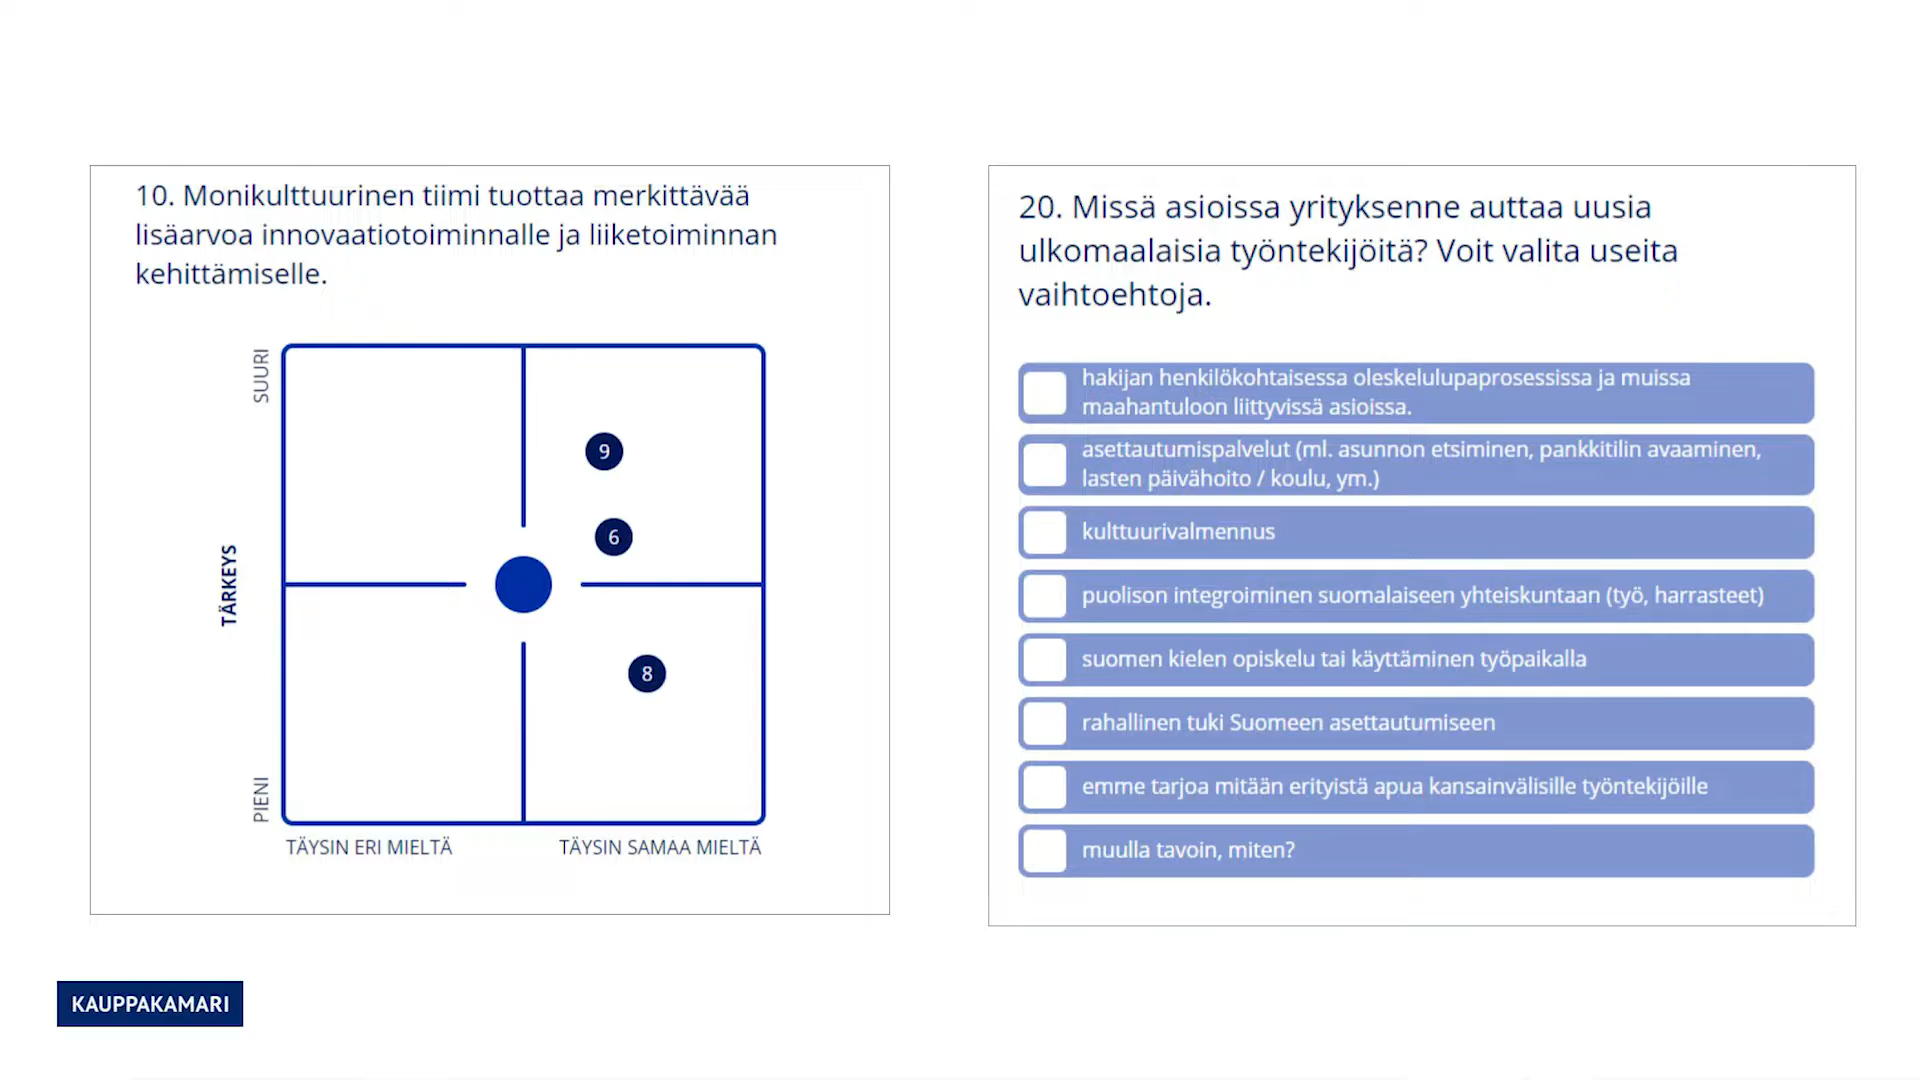 10. Monikulttuurinen tiimi tuottaa merkittävää
lisäarvoa innovaatiotoiminnalle ja liiketoiminnan
kehittämiselle.
SUURI
9
6
TÄRKEYS
8
PIENI
TÄYSIN ERI MIELTÄ
TÄYSIN SAMAA MIELTÄ
20. Missä asioissa yrityksenne auttaa uusia
ulkomaalaisia työntekijöitä? Voit valita useita
vaihtoehtoja.
hakijan henkilökohtaisessa oleskelulupaprosessissa ja muissa
maahantuloon liittyvissä asioissa.
asettautumispalvelut (ml. asunnon etsiminen, pankkitilin avaaminen,
lasten päivähoito / koulu, ym.)
kulttuurivalmennus
puolison integroiminen suomalaiseen yhteiskuntaan (työ, harrasteet)
suomen kielen opiskelu tai käyttäminen työpaikalla
rahallinen tuki Suomeen asettautumiseen
emme tarjoa mitään erityistä apua kansainvälisille työntekijöille
muulla tavoin, miten?
KAUPPAKAMARI